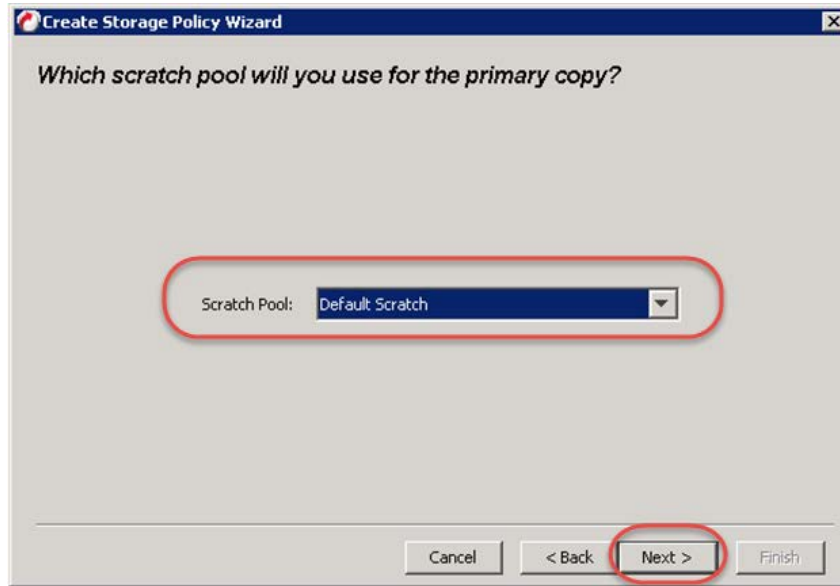 Create Storage Policy Wizard
Which scratch pool will you use for the primary copy?
Scratch Pool: Default Scratch
Cancel < Back Next > Finish